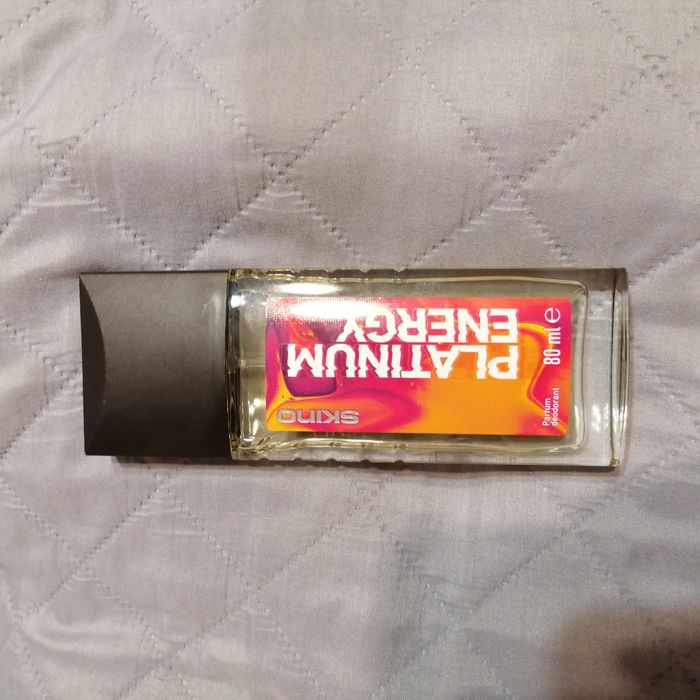 SKINO
PLATINUM
ENERGY
Parfum
deodorant
80 ml e